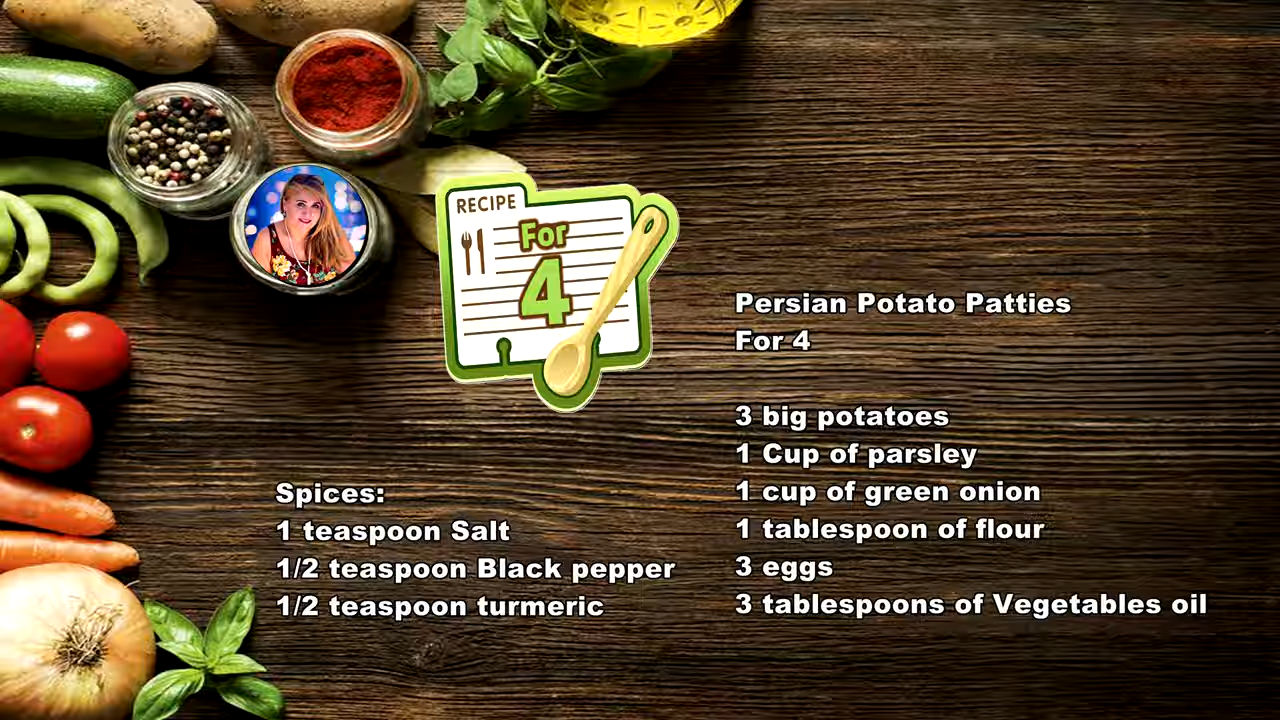 RECIPE
For
4
Persian Potato Patties
For 4
3 big potatoes
1 Cup of parsley
1 cup of green onion
1 tablespoon of flour
3 eggs
3 tablespoons of Vegetables oil
Spices:
1 teaspoon Salt
1/2 teaspoon Black pepper
1/2 teaspoon turmeric